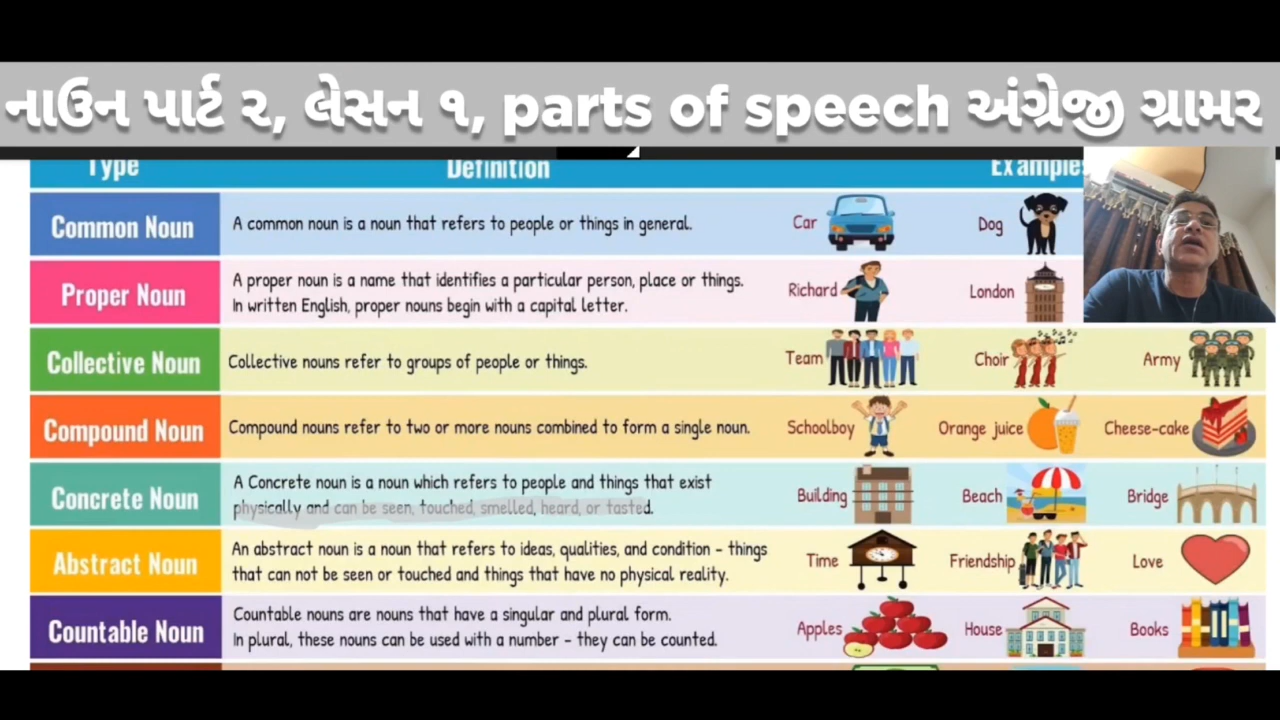 નાઉન પાર્ટ ૨, લેસન ૧, parts of speech અંગ્રેજી ગ્રામર
Type Definition Examples
Common Noun A common noun is a noun that refers to people or things in general. Car Dog
Proper Noun A proper noun is a name that identifies a particular person, place or things. Richard London
In written English, proper nouns begin with a capital letter.
Collective Noun Collective nouns refer to groups of people or things. Team Choir Army
Compound Noun Compound nouns refer to two or more nouns combined to form a single noun. Schoolboy Orange juice Cheese-cake
Concrete Noun A Concrete noun is a noun which refers to people and things that exist Building Beach Bridge
physically and can be seen, touched, smelled, heard, or tasted.
Abstract Noun An abstract noun is a noun that refers to ideas, qualities, and condition - things Time Friendship Love
that can not be seen or touched and things that have no physical reality.
Countable Noun Countable nouns are nouns that have a singular and plural form. Apples House Books
In plural, these nouns can be used with a number - they can be counted.